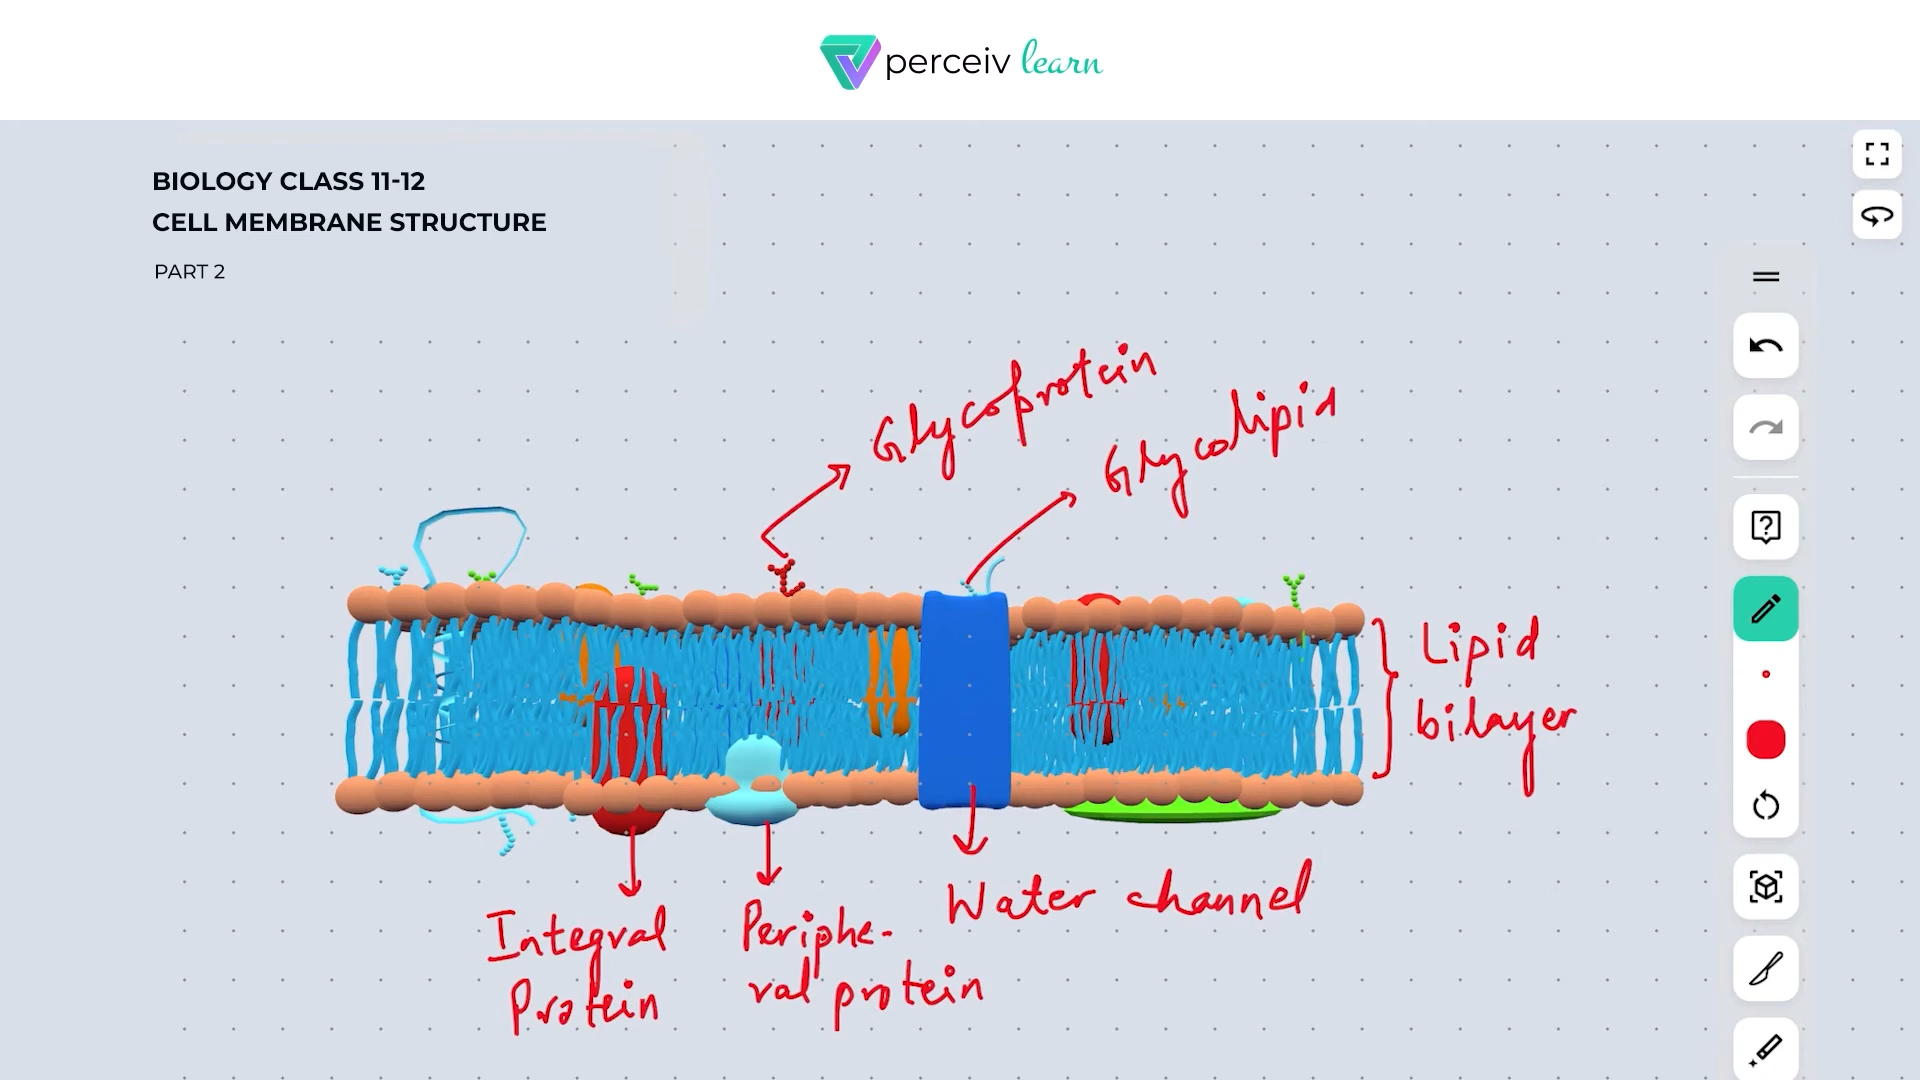 perceiv learn
BIOLOGY CLASS 11-12
CELL MEMBRANE STRUCTURE
PART 2
Glycoprotein
Glycolipid
Lipid
bilayer
Integral
Protein
Periphe-
ral protein
Water channel